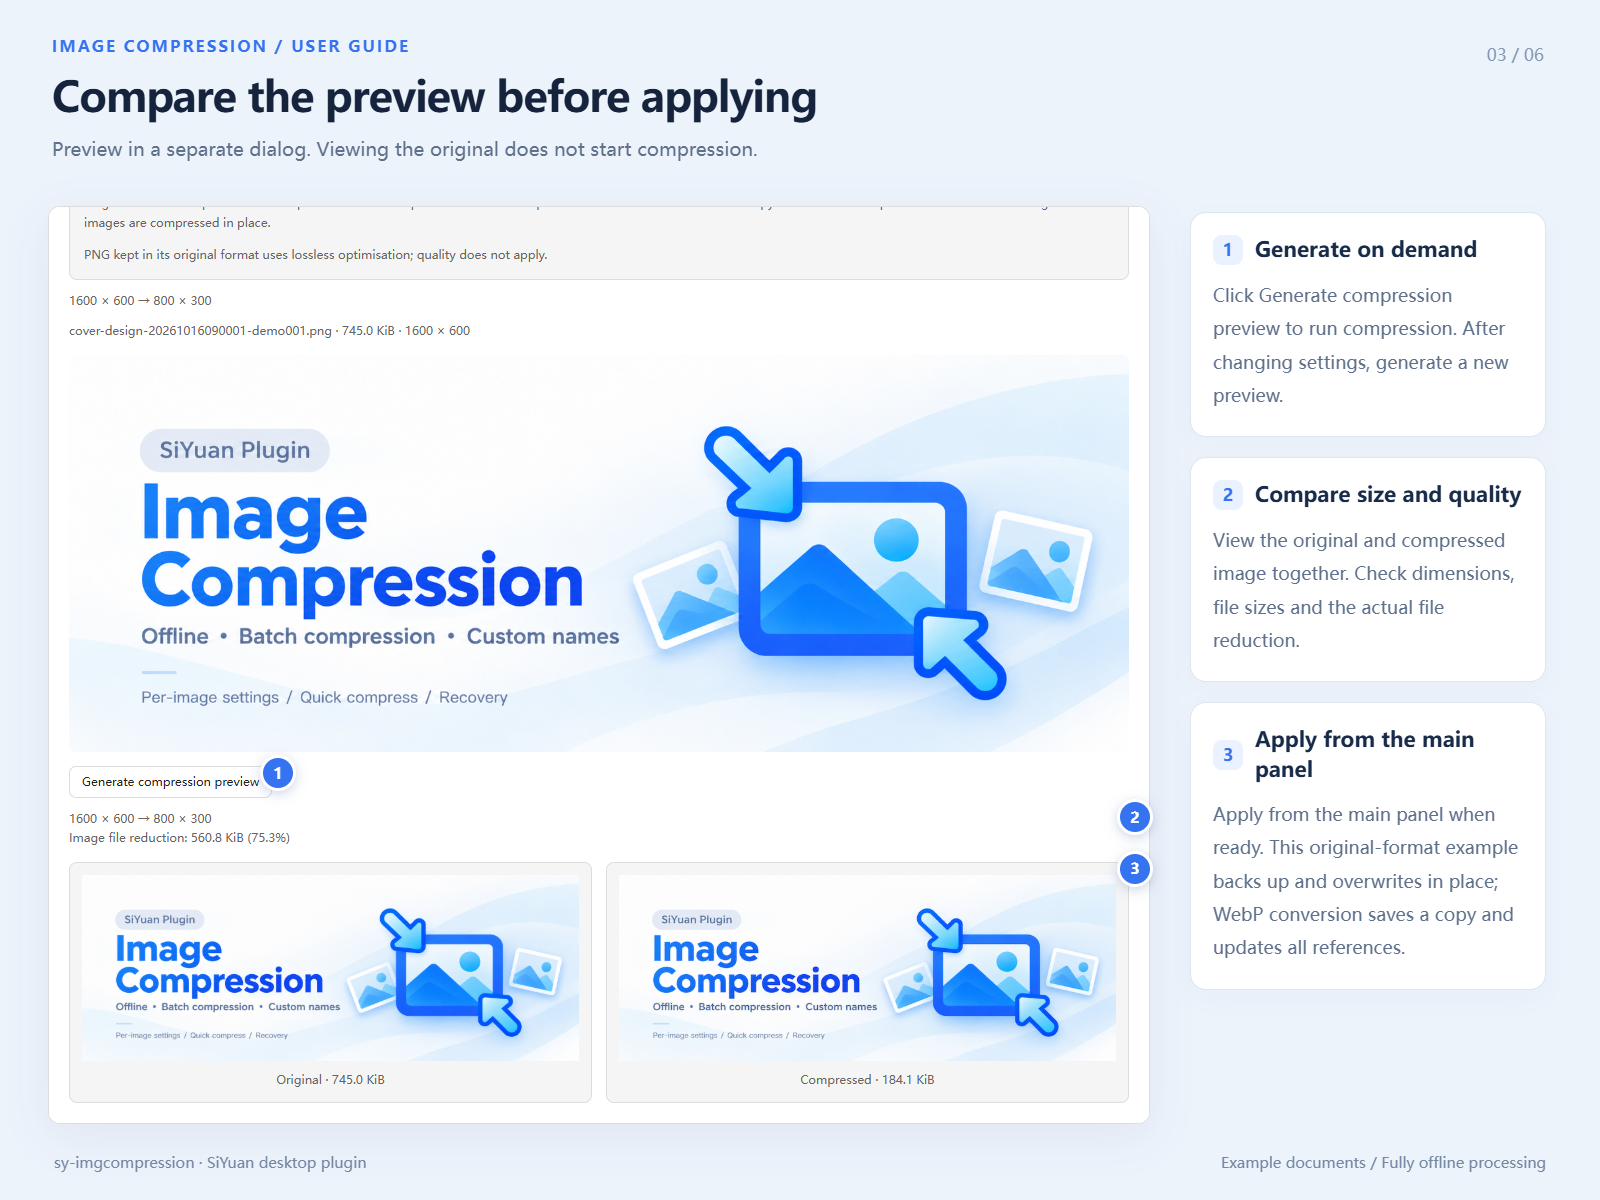 IMAGE COMPRESSION / USER GUIDE
03 / 06
Compare the preview before applying
Preview in a separate dialog. Viewing the original does not start compression.
images are compressed in place.
PNG kept in its original format uses lossless optimisation; quality does not apply.
1600 × 600 → 800 × 300
cover-design-20261016090001-demo001.png · 745.0 KiB · 1600 × 600
SiYuan Plugin
Image
Compression
Offline • Batch compression • Custom names
Per-image settings / Quick compress / Recovery
Generate compression preview
1
1600 × 600 → 800 × 300
Image file reduction: 560.8 KiB (75.3%)
2
3
SiYuan Plugin
Image
Compression
Offline • Batch compression • Custom names
Per-image settings / Quick compress / Recovery
Original · 745.0 KiB
SiYuan Plugin
Image
Compression
Offline • Batch compression • Custom names
Per-image settings / Quick compress / Recovery
Compressed · 184.1 KiB
1 Generate on demand
Click Generate compression
preview to run compression. After
changing settings, generate a new
preview.
2 Compare size and quality
View the original and compressed
image together. Check dimensions,
file sizes and the actual file
reduction.
3 Apply from the main
panel
Apply from the main panel when
ready. This original-format example
backs up and overwrites in place;
WebP conversion saves a copy and
updates all references.
sy-imgcompression · SiYuan desktop plugin
Example documents / Fully offline processing